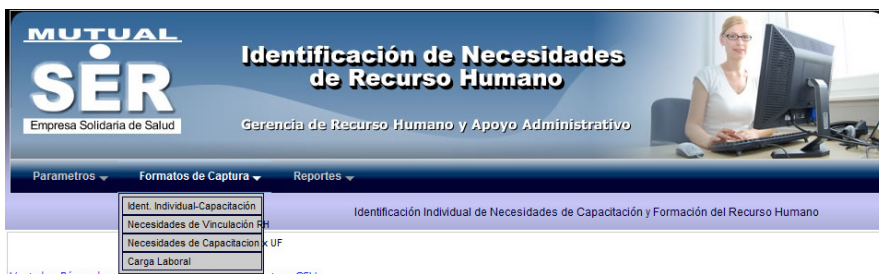 MUTUAL
SER
Empresa Solidaria de Salud
Identificación de Necesidades
de Recurso Humano
Gerencia de Recurso Humano y Apoyo Administrativo
Parametros
Formatos de Captura
Reportes
Ident. Individual-Capacitación
Necesidades de Vinculación RH
Necesidades de Capacitacion x UF
Carga Laboral
Identificación Individual de Necesidades de Capacitación y Formación del Recurso Humano